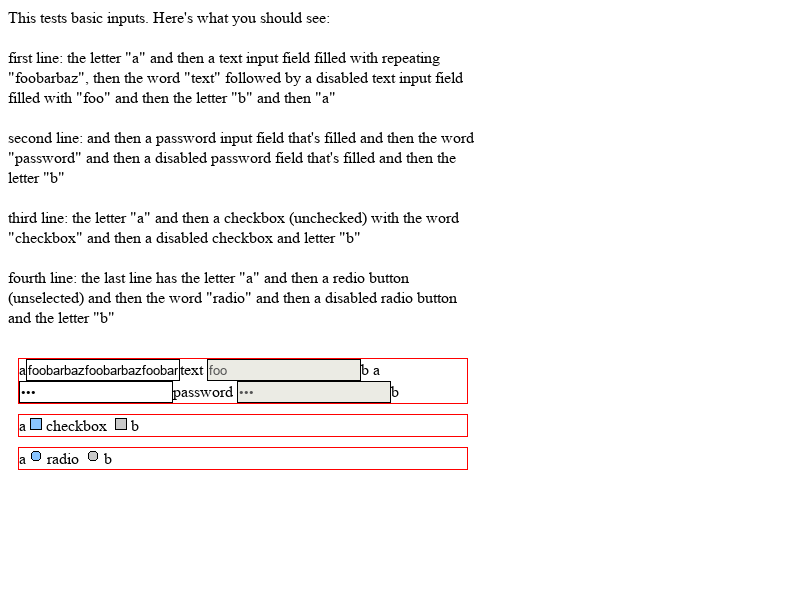 This tests basic inputs. Here's what you should see:
first line: the letter "a" and then a text input field filled with repeating
"foobarbaz", then the word "text" followed by a disabled text input field
filled with "foo" and then the letter "b" and then "a"
second line: and then a password input field that's filled and then the word
"password" and then a disabled password field that's filled and then the
letter "b"
third line: the letter "a" and then a checkbox (unchecked) with the word
"checkbox" and then a disabled checkbox and letter "b"
fourth line: the last line has the letter "a" and then a redio button
(unselected) and then the word "radio" and then a disabled radio button
and the letter "b"
afoobarbazfoobarbazfoobartext foo b a
•••password •••b
a checkbox b
a radio b